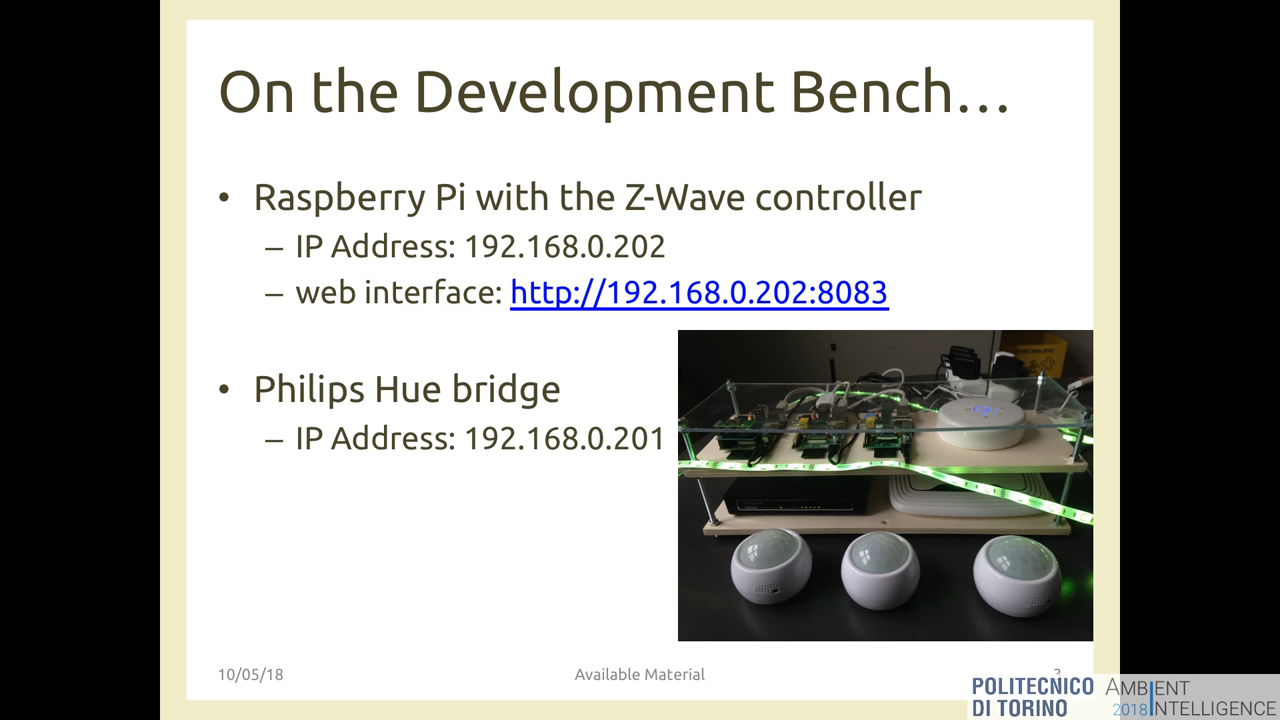 On the Development Bench…
• Raspberry Pi with the Z-Wave controller
– IP Address: 192.168.0.202
– web interface: http://192.168.0.202:8083
• Philips Hue bridge
– IP Address: 192.168.0.201
10/05/18
Available Material
3
POLITECNICO
DI TORINO
AMBIENT
2018 INTELLIGENCE